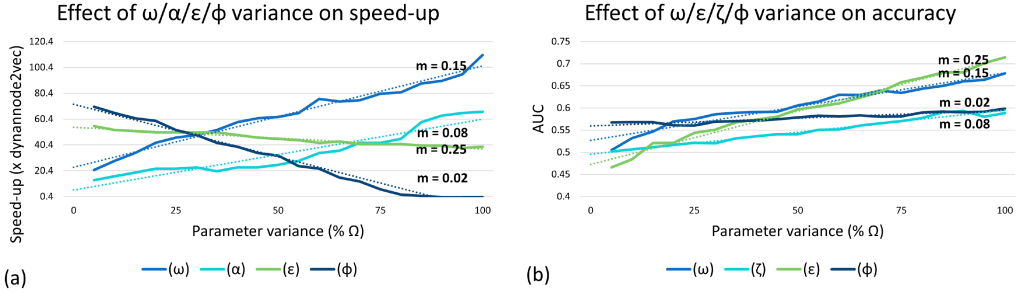 Effect of ω/α/ε/ϕ variance on speed-up
Speed-up (x dynamnode2vec)
120.4
100.4
80.4
60.4
40.4
20.4
0.4
m = 0.15
m = 0.08
m = 0.25
m = 0.02
0 25 50 75 100
Parameter variance (% Ω)
(ω) (α) (ε) (ϕ)
(a)
Effect of ω/ε/ζ/ϕ variance on accuracy
AUC
0.75
0.7
0.65
0.6
0.55
0.5
0.45
0.4
m = 0.25
m = 0.15
m = 0.02
m = 0.08
0 25 50 75 100
Parameter variance (% Ω)
(ω) (ζ) (ε) (ϕ)
(b)